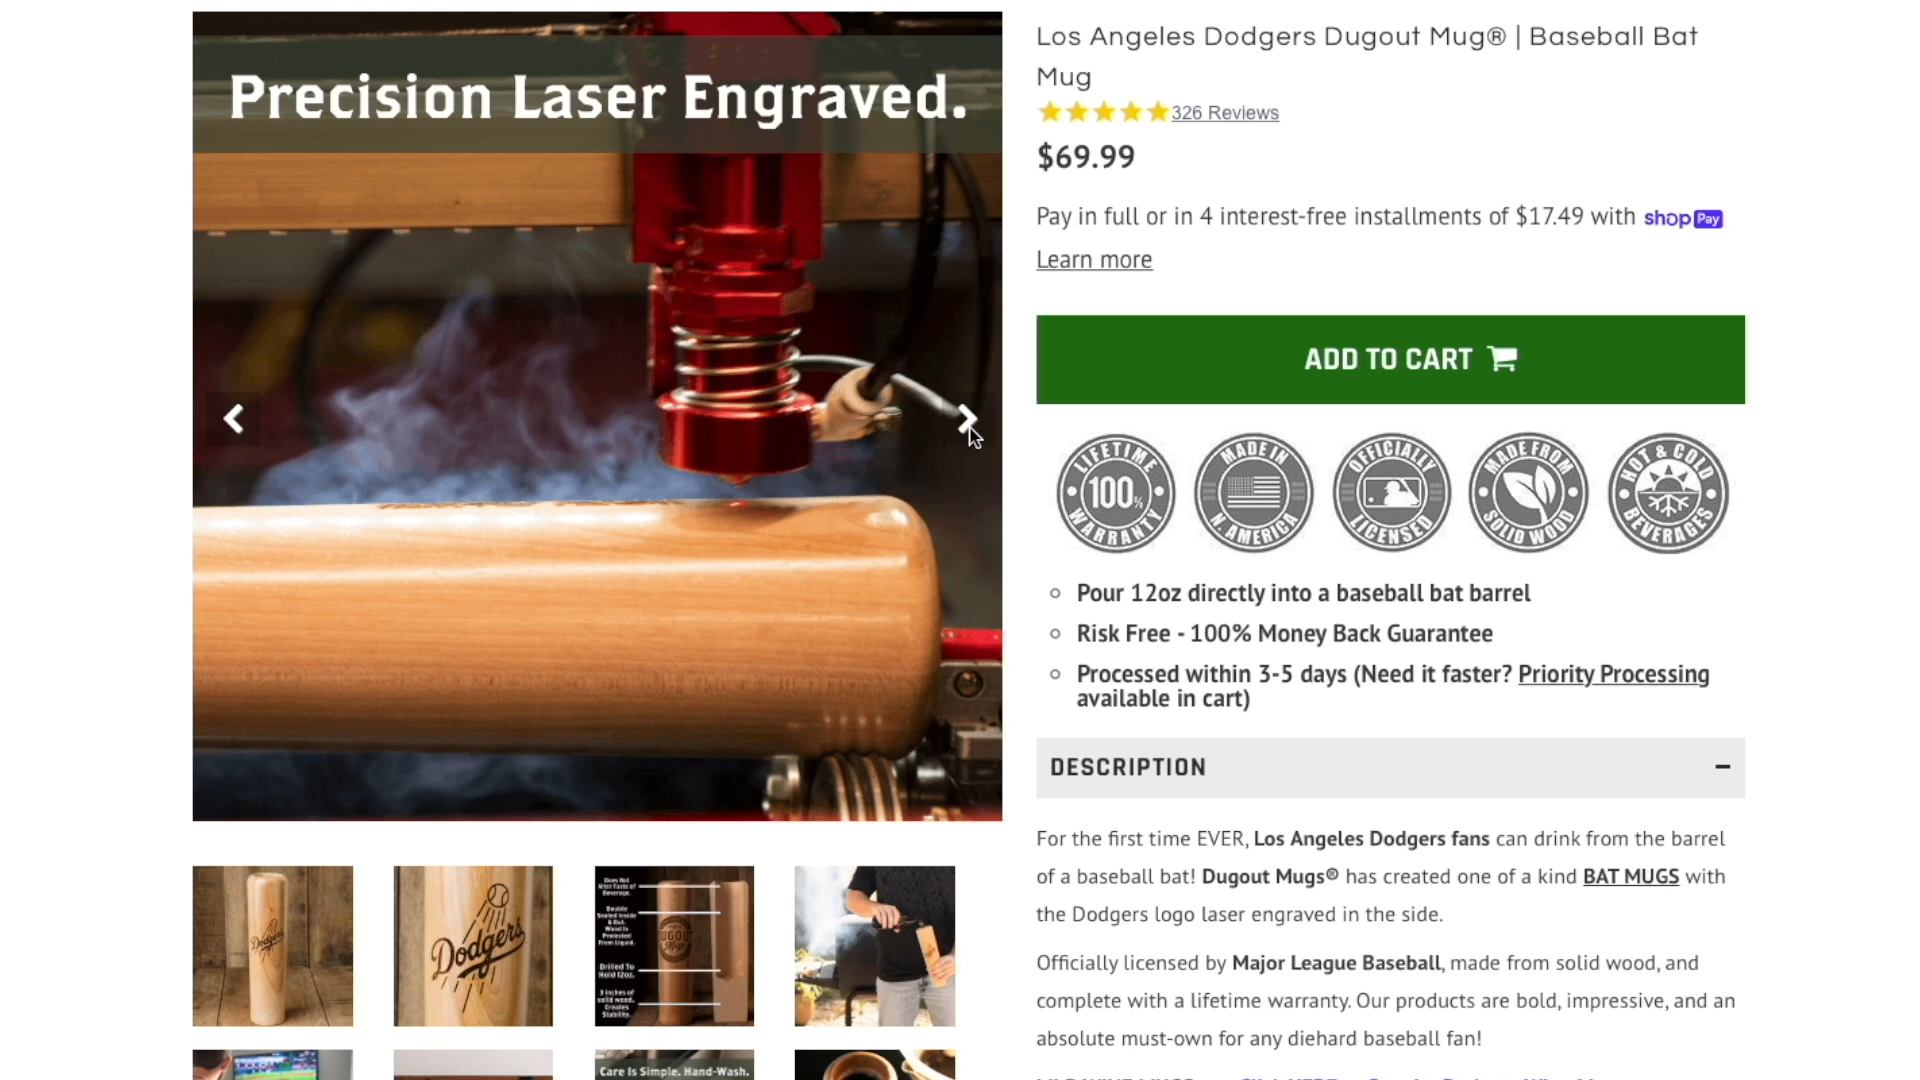 Precision Laser Engraved.
Los Angeles Dodgers Dugout Mug® | Baseball Bat
Mug
326 Reviews
$69.99
Pay in full or in 4 interest-free installments of $17.49 with shop Pay
Learn more
ADD TO CART
LIFETIME 100% WARRANTY
MADE IN N. AMERICA
OFFICIALLY LICENSED
MADE FROM SOLID WOOD
HOT & COLD BEVERAGES
Pour 12oz directly into a baseball bat barrel
Risk Free - 100% Money Back Guarantee
Processed within 3-5 days (Need it faster? Priority Processing
available in cart)
DESCRIPTION
For the first time EVER, Los Angeles Dodgers fans can drink from the barrel
of a baseball bat! Dugout Mugs® has created one of a kind BAT MUGS with
the Dodgers logo laser engraved in the side.
Officially licensed by Major League Baseball, made from solid wood, and
complete with a lifetime warranty. Our products are bold, impressive, and an
absolute must-own for any diehard baseball fan!
Dodgers
Dodgers
Does Not
Alter Taste of
Beverage.
Double
Sealed Inside
& Out.
Wood Is
Protected
From Liquid.
Drilled To
Hold 12oz.
3 Inches of
solid wood.
Creates
Stability.
Care Is Simple. Hand-Wash.